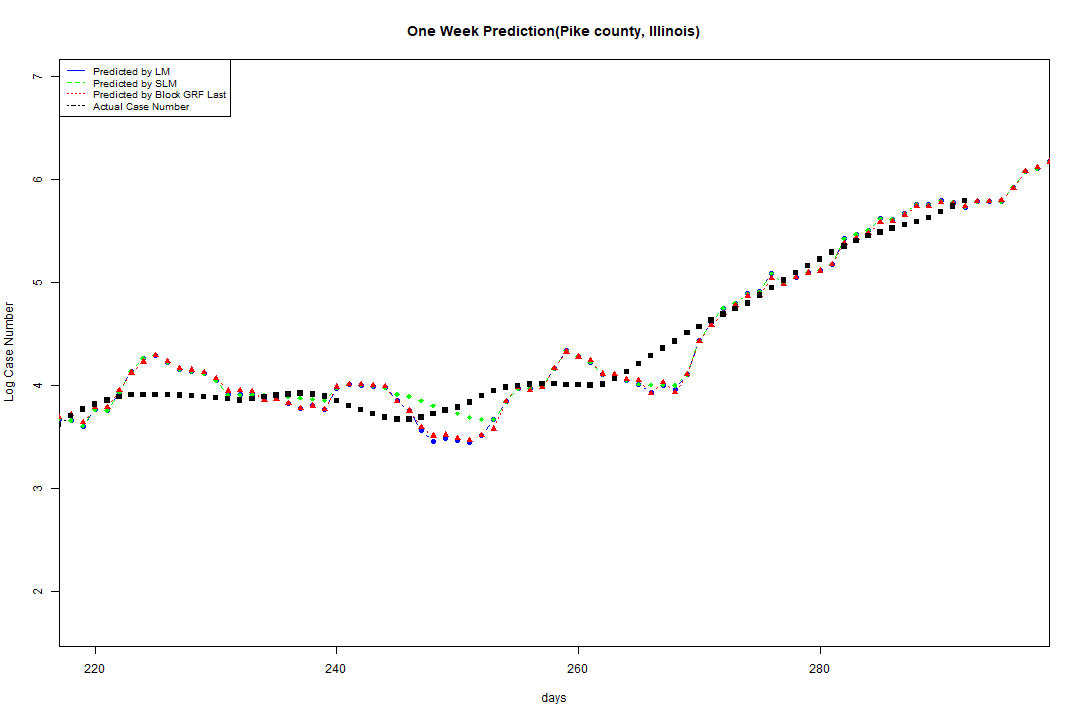 One Week Prediction(Pike county, Illinois)
Predicted by LM
Predicted by SLM
Predicted by Block GRF Last
Actual Case Number
7
6
5
4
3
2
Log Case Number
220 240 260 280
days